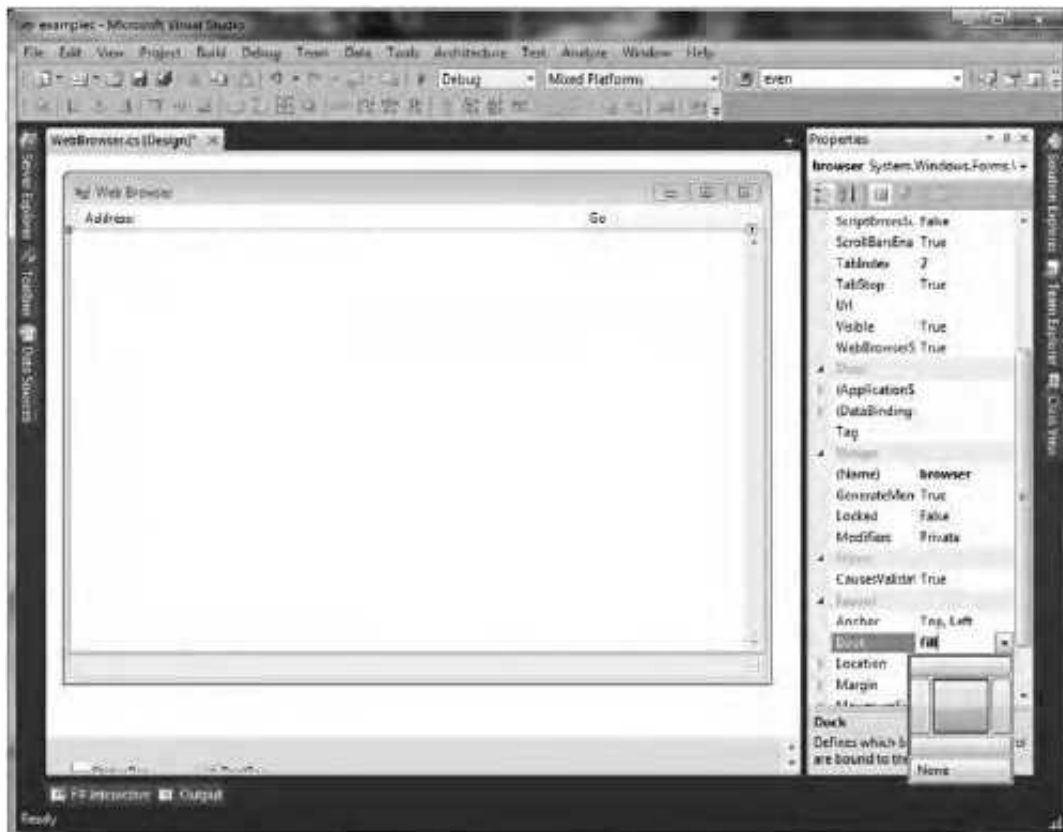 examples - Microsoft Visual Studio
File Edit View Project Build Debug Team Data Tools Architecture Test Analyze Window Help
Debug Mixed Platforms even
WebBrowser.cs [Design]*
Properties
browser System.Windows.Forms.
Server Explorer
Toolbox
Data Sources
Web Browser
Address Go
False
ScrollBarsEna True
TabIndex 2
TabStop True
Url
Visible True
WebBrowserS True
(ApplicationS
(DataBinding
Tag
(Name) browser
GenerateMem True
Locked False
Modifiers Private
CausesValidat True
Anchor Top, Left
Dock Fill
Location
Margin
None
Dock
Defines which b
are bound to the
Solution Explorer
Team Explorer
Class View
F# Interactive Output
Ready